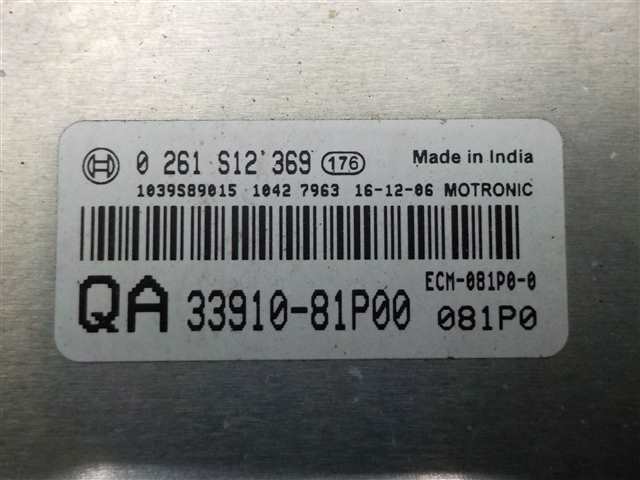 0 261 S12 369 176 Made in India
1039S89015 1042 7963 16-12-06 MOTRONIC
ECM-081P0-0
QA 33910-81P00 081P0